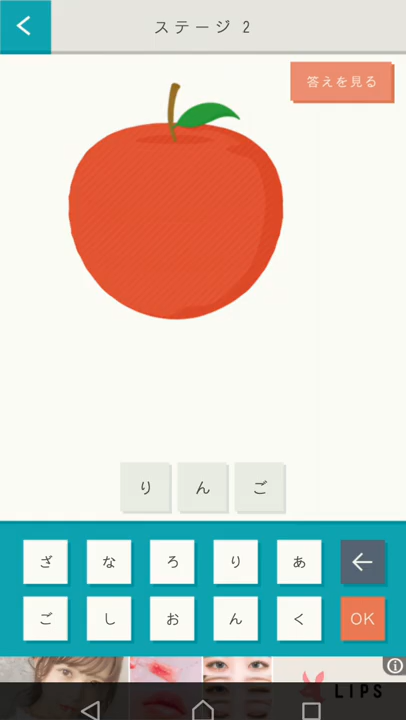 ステージ 2
答えを見る
り ん ご
ざ な ろ り あ
ご し お ん く OK
LIPS